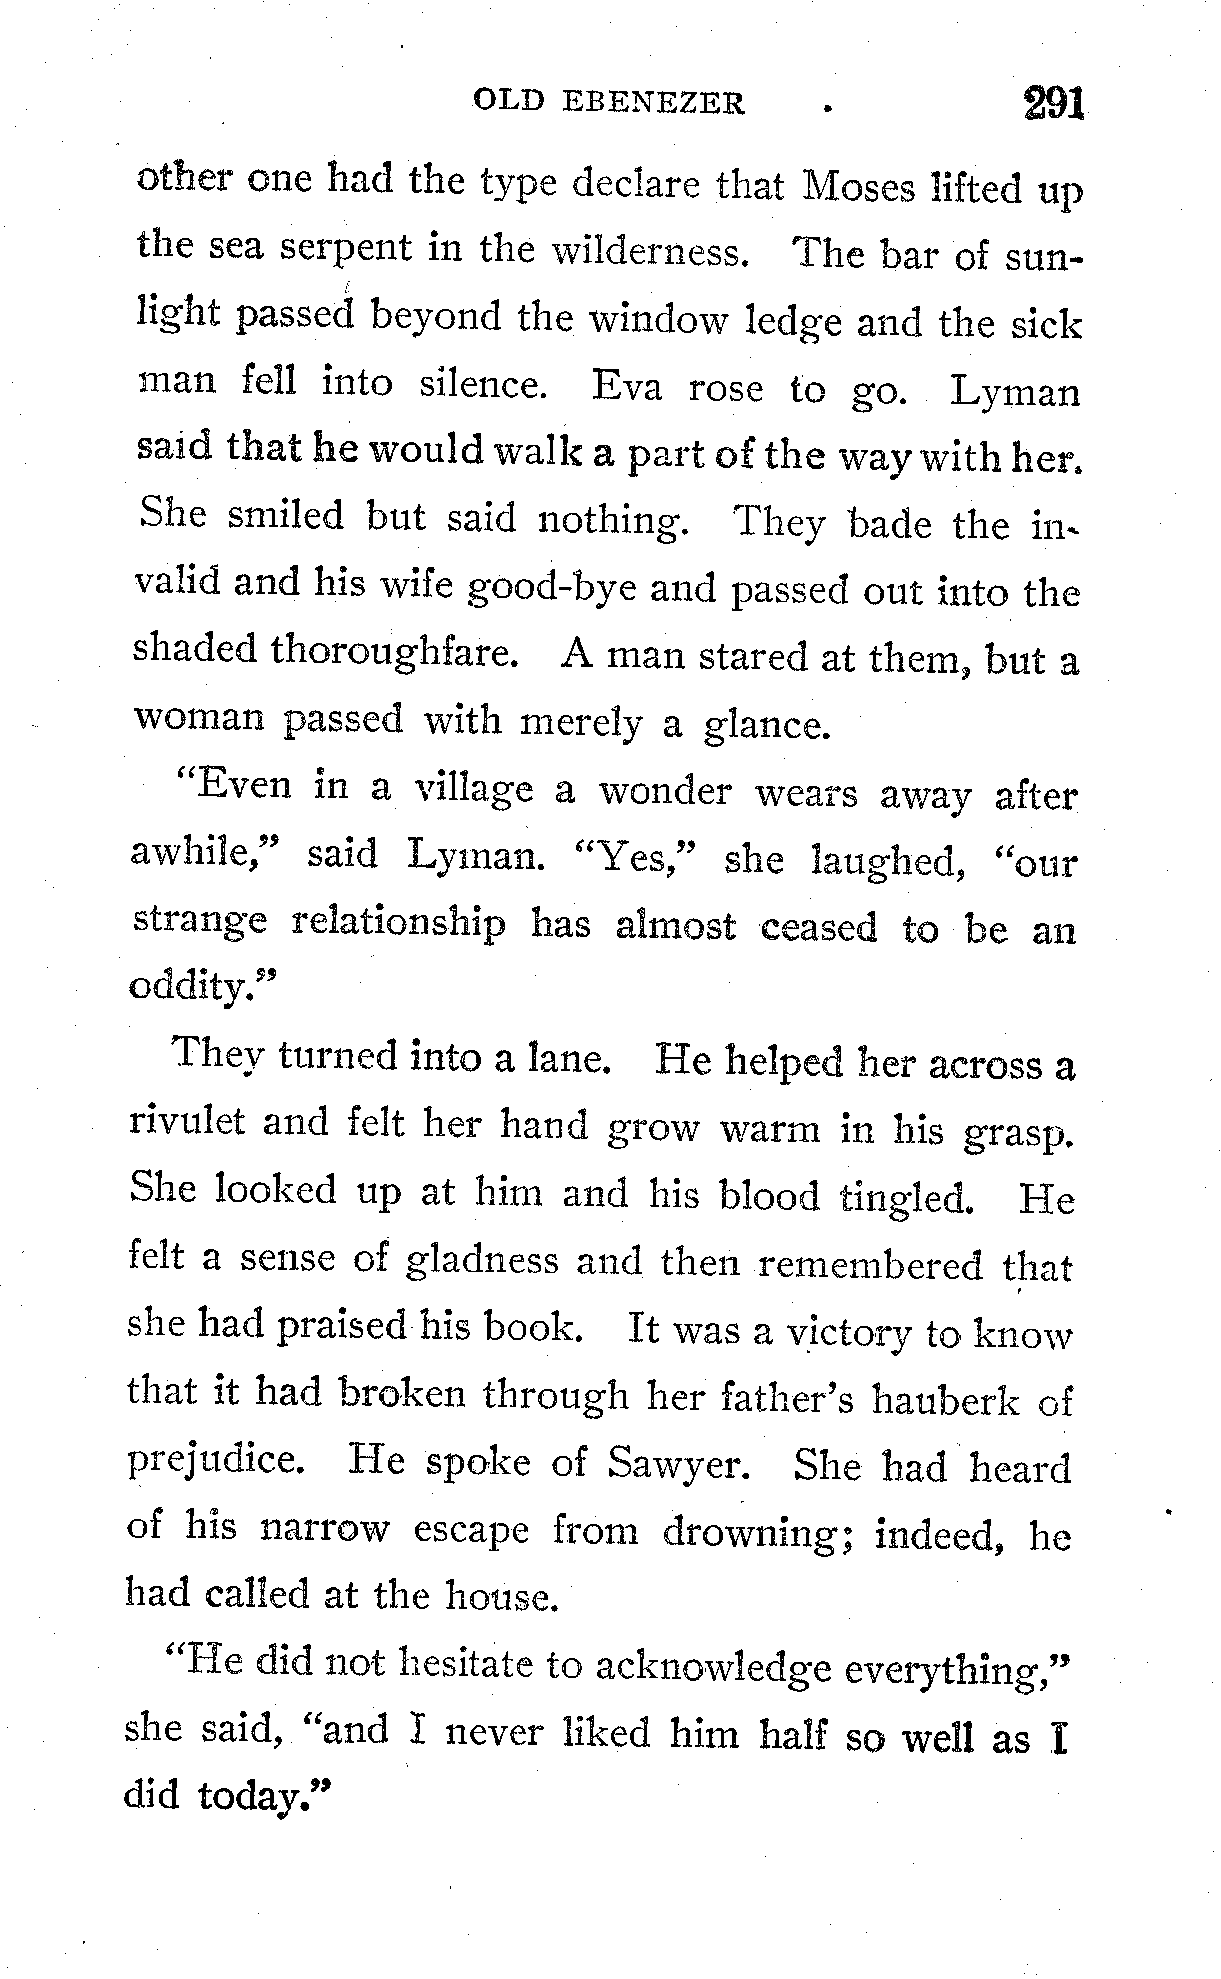 OLD EBENEZER 291
other one had the type declare that Moses lifted up
the sea serpent in the wilderness. The bar of sun-
light passed beyond the window ledge and the sick
man fell into silence. Eva rose to go. Lyman
said that he would walk a part of the way with her.
She smiled but said nothing. They bade the in-
valid and his wife good-bye and passed out into the
shaded thoroughfare. A man stared at them, but a
woman passed with merely a glance.
"Even in a village a wonder wears away after
awhile," said Lyman. "Yes," she laughed, "our
strange relationship has almost ceased to be an
oddity."
They turned into a lane. He helped her across a
rivulet and felt her hand grow warm in his grasp.
She looked up at him and his blood tingled. He
felt a sense of gladness and then remembered that
she had praised his book. It was a victory to know
that it had broken through her father's hauberk of
prejudice. He spoke of Sawyer. She had heard
of his narrow escape from drowning; indeed, he
had called at the house.
"He did not hesitate to acknowledge everything,"
she said, "and I never liked him half so well as I
did today."